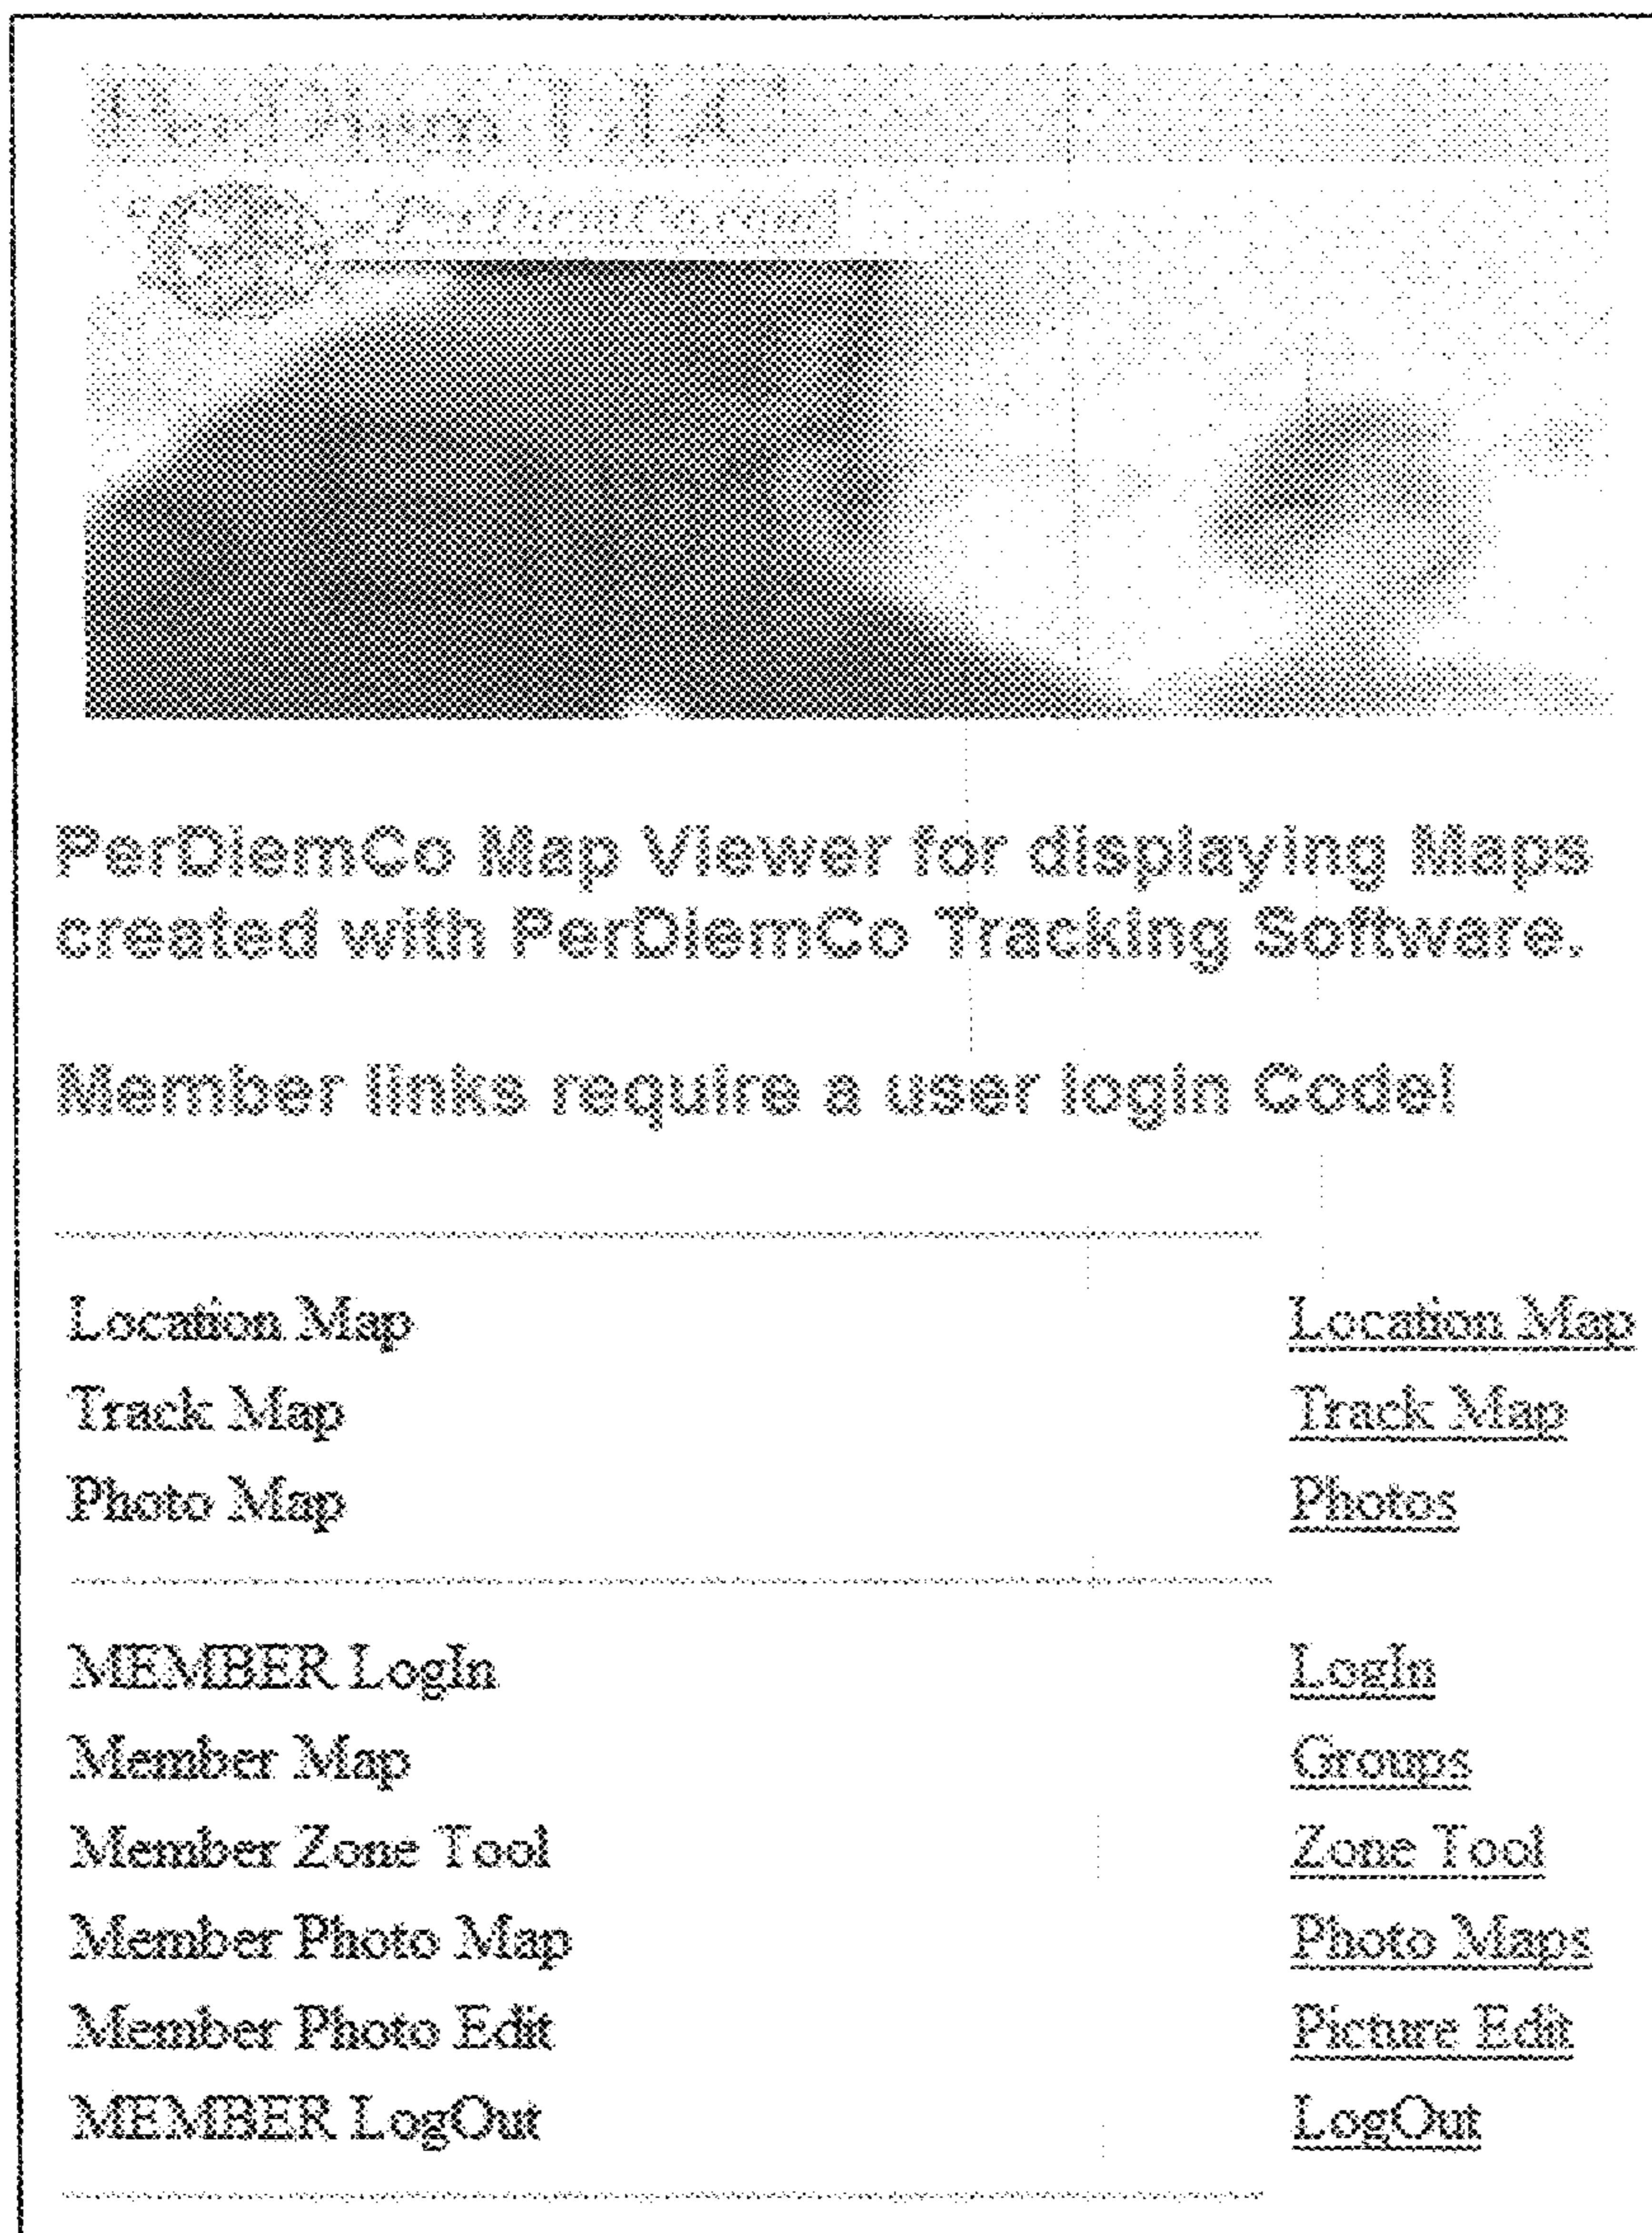 PerDiem LLC
PerDiemCo Map Viewer for displaying Maps
created with PerDiemCo Tracking Software.
Member links require a user login Code!
Location Map Location Map
Track Map Track Map
Photo Map Photos
MEMBER LogIn LogIn
Member Map Groups
Member Zone Tool Zone Tool
Member Photo Map Photo Maps
Member Photo Edit Picture Edit
MEMBER LogOut LogOut